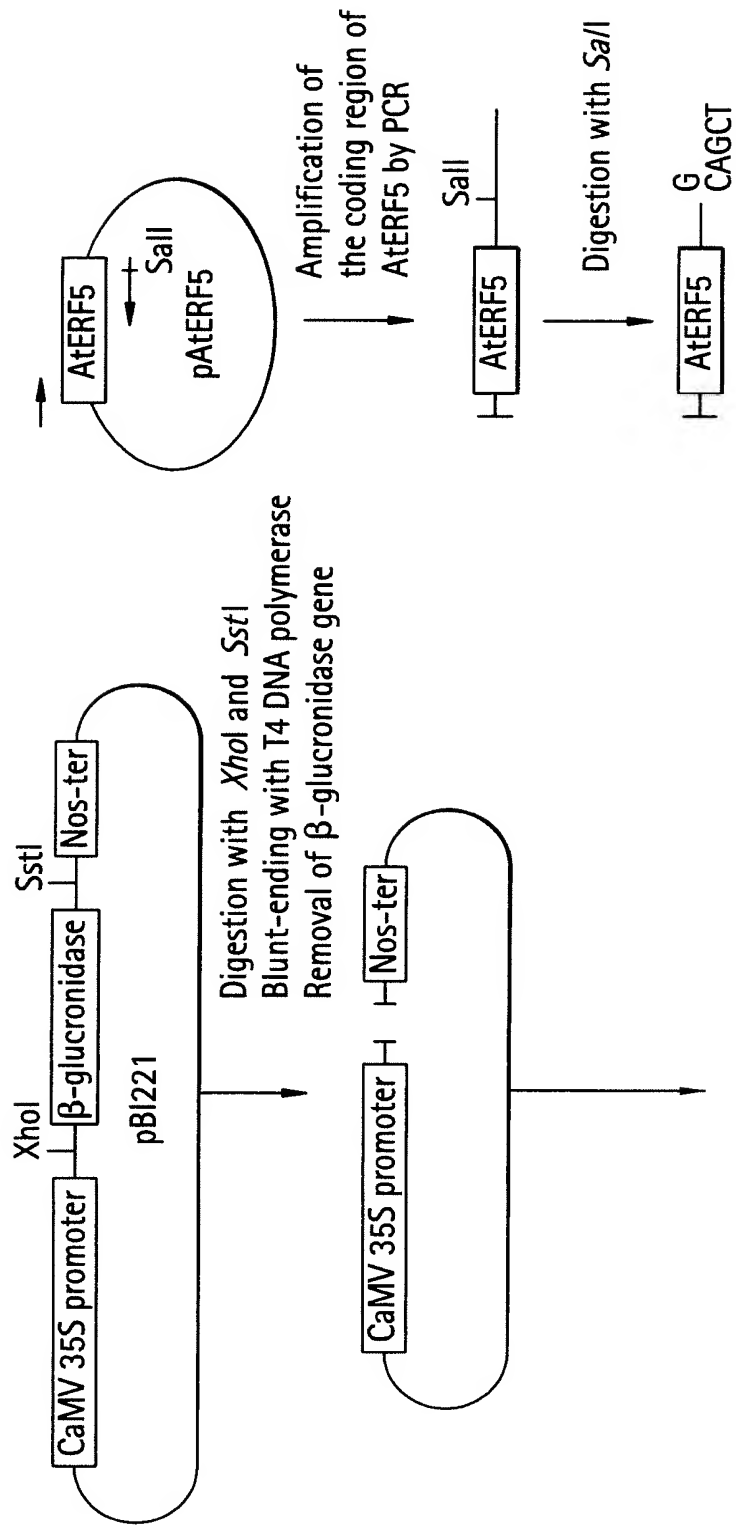 XhoI
SstI
CaMV 35S promoter
β-glucronidase
Nos-ter
pBI221
Digestion with XhoI and SstI
Blunt-ending with T4 DNA polymerase
Removal of β-glucronidase gene
CaMV 35S promoter
Nos-ter
AtERF5
SalI
pAtERF5
Amplification of
the coding region of
AtERF5 by PCR
SalI
AtERF5
Digestion with SalI
AtERF5
G
CAGCT